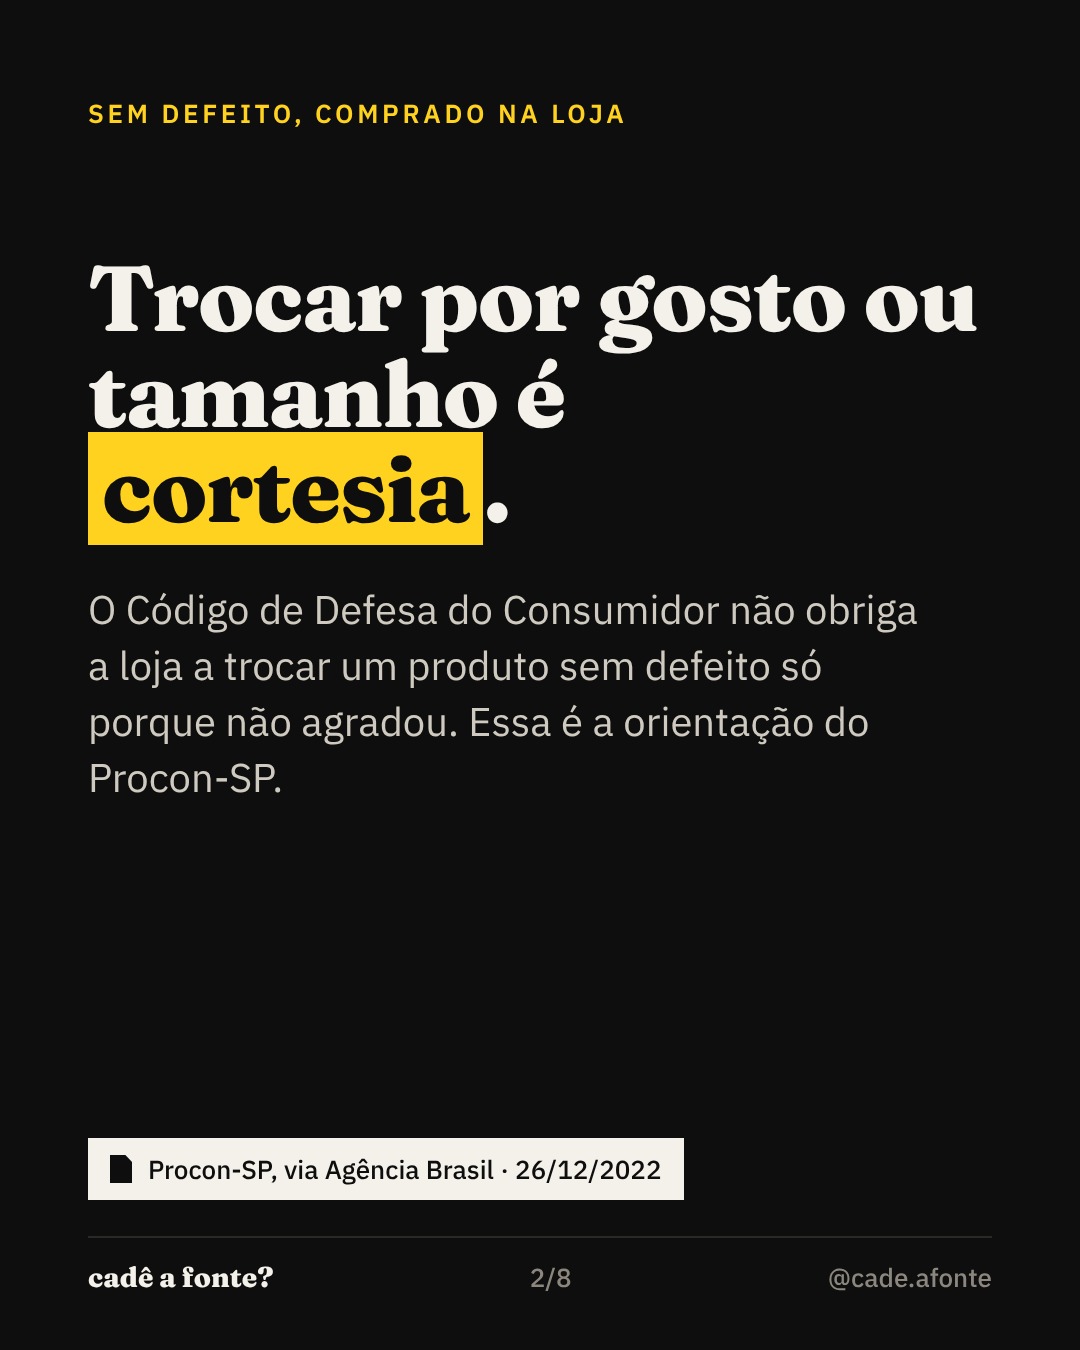 SEM DEFEITO, COMPRADO NA LOJA
Trocar por gosto ou
tamanho é
cortesia.
O Código de Defesa do Consumidor não obriga
a loja a trocar um produto sem defeito só
porque não agradou. Essa é a orientação do
Procon-SP.
Procon-SP, via Agência Brasil · 26/12/2022
cadê a fonte?
2/8
@cade.afonte